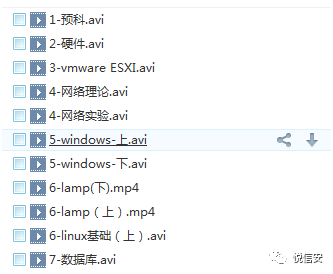 1-预科.avi
2-硬件.avi
3-vmware ESXI.avi
4-网络理论.avi
4-网络实验.avi
5-windows-上.avi
5-windows-下.avi
6-lamp(下).mp4
6-lamp（上）.mp4
6-linux基础（上）.avi
7-数据库.avi
悦信安